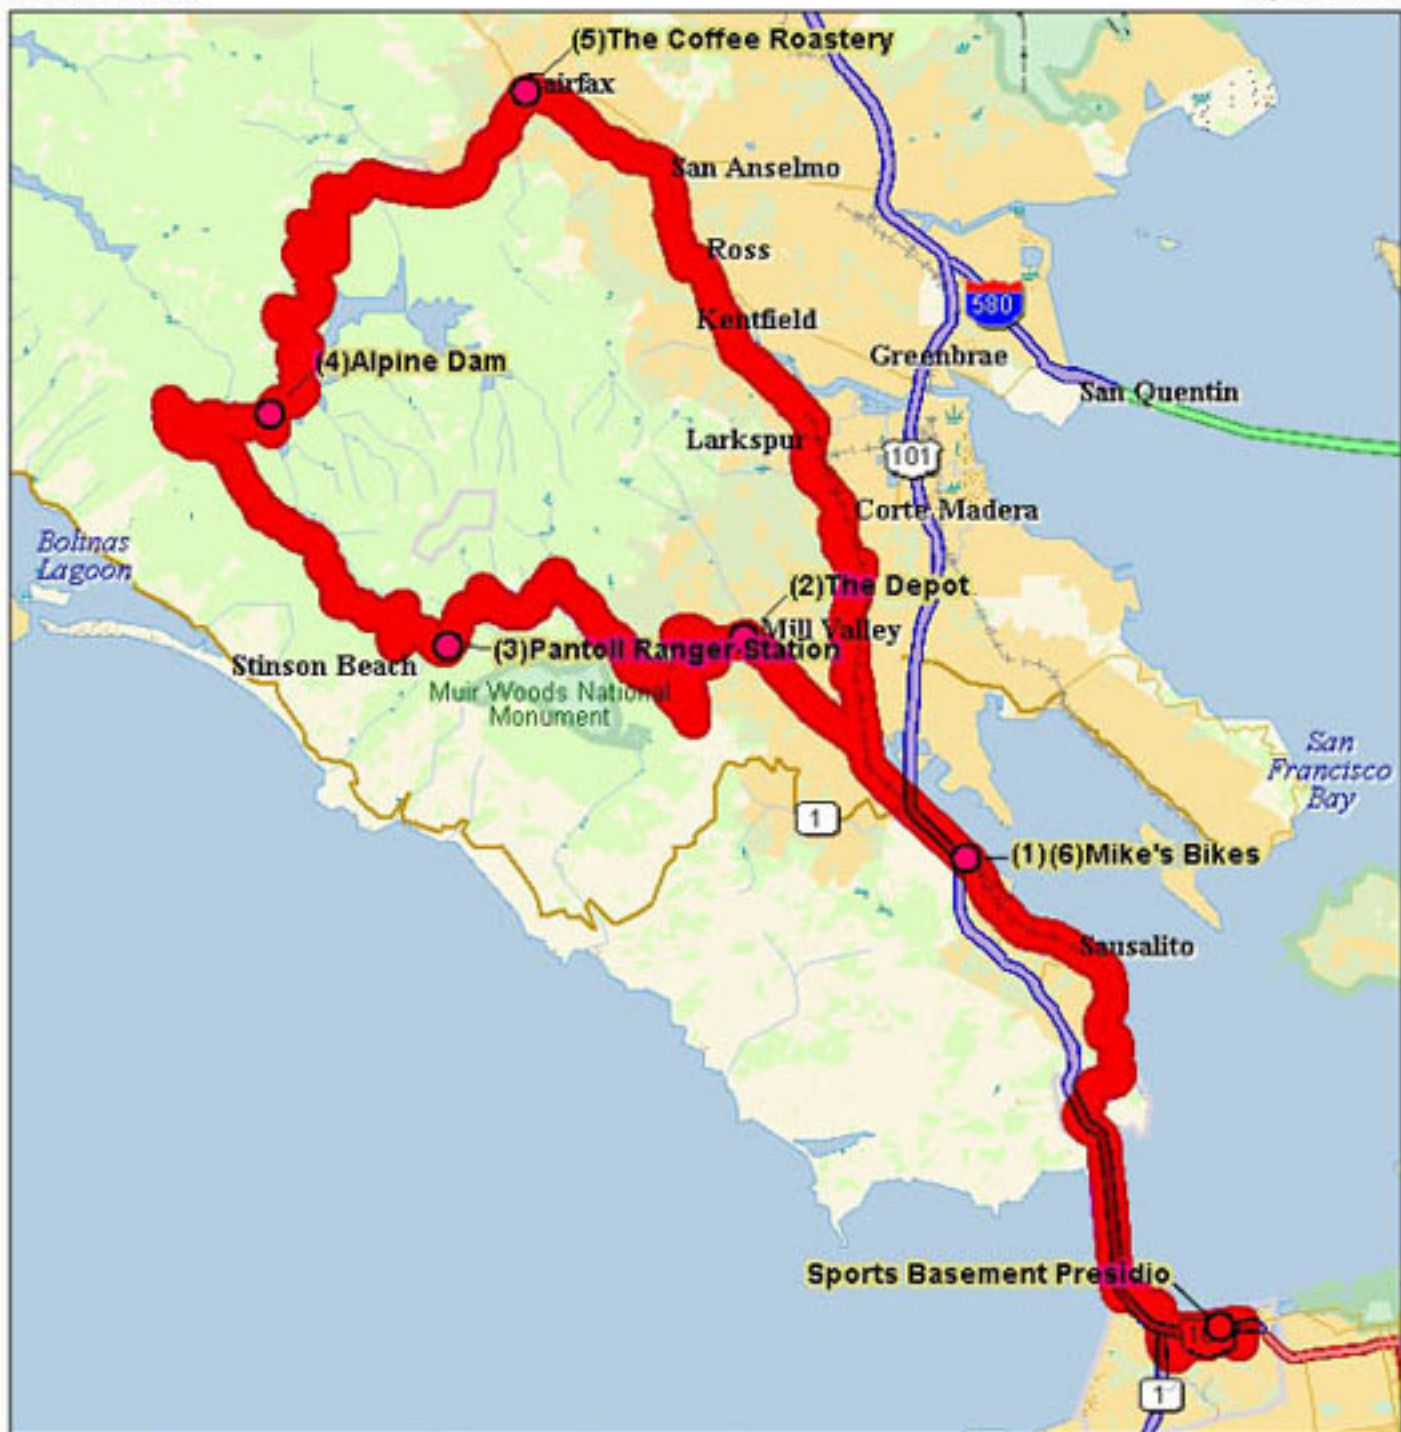 (5)The Coffee Roastery
Fairfax
San Anselmo
Ross
580
Kentfield
Greenbrae
(4)Alpine Dam
San Quentin
Larkspur
101
Corte Madera
Bolinas
Lagoon
(2)The Depot
Mill Valley
(3)Pantoll Ranger Station
Stinson Beach
Muir Woods National
Monument
San
Francisco
Bay
1
(1)(6)Mike's Bikes
Sausalito
Sports Basement Presidio
1